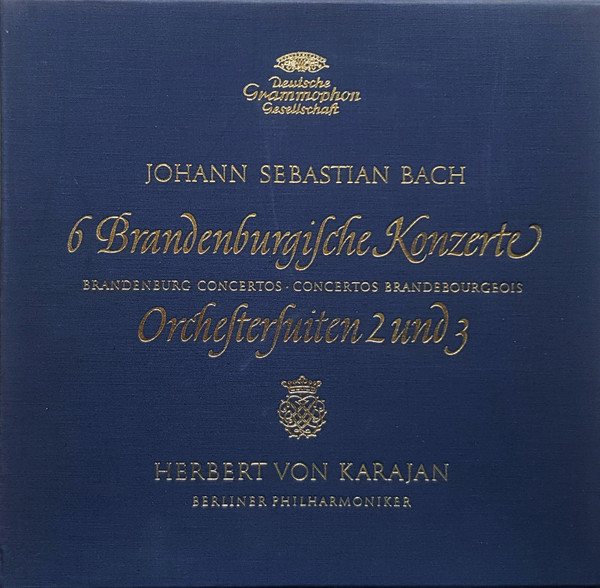 Deutsche
Grammophon
Gesellschaft
JOHANN SEBASTIAN BACH
6 Brandenburgiſche Konzerte
BRANDENBURG CONCERTOS · CONCERTOS BRANDEBOURGEOIS
Orcheſterſuiten 2 und 3
HERBERT VON KARAJAN
BERLINER PHILHARMONIKER